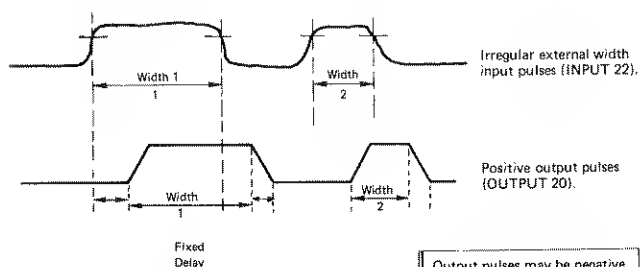 Width 1
1
Width
2
Irregular external width
input pulses (INPUT 22).
Width
1
Width
2
Positive output pulses
(OUTPUT 20).
Fixed
Delay
Output pulses may be negative